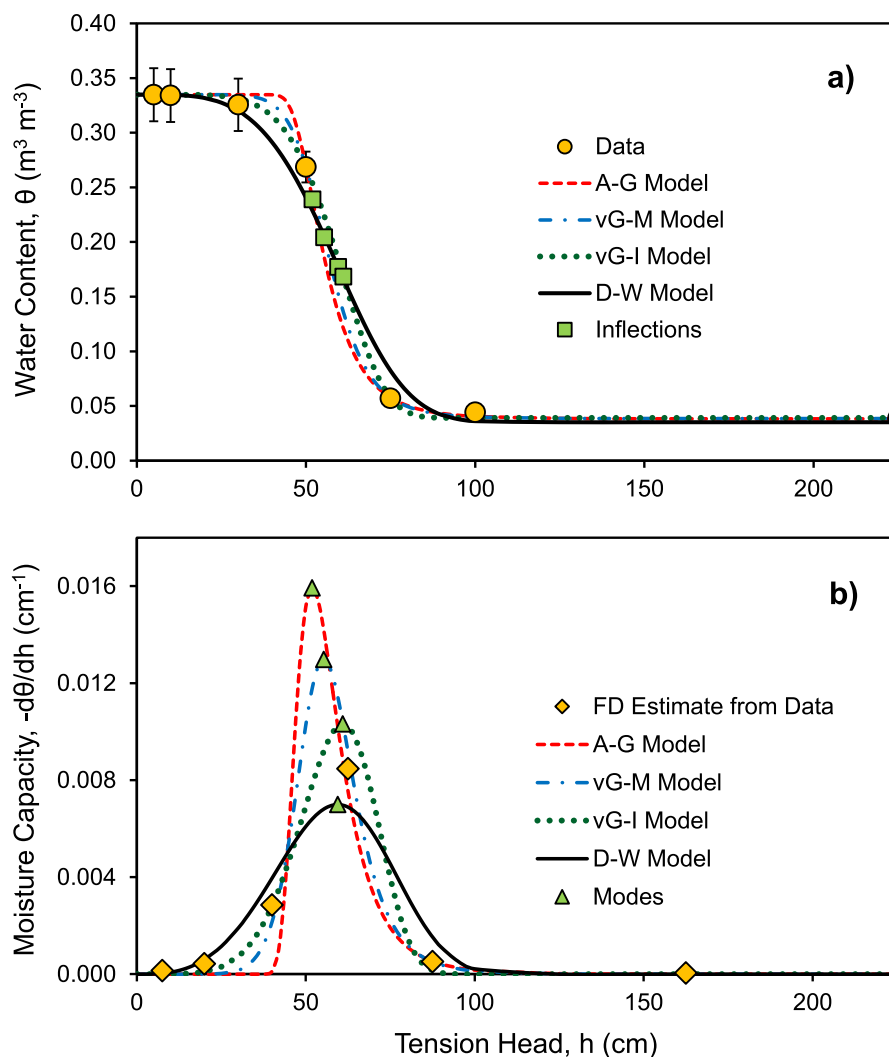 0.40
0.35
0.30
0.25
0.20
0.15
0.10
0.05
0.00
Water Content, θ (m³ m⁻³)
a)
Data
A-G Model
vG-M Model
vG-I Model
D-W Model
Inflections
0 50 100 150 200
0.016
0.012
0.008
0.004
0.000
Moisture Capacity, -dθ/dh (cm⁻¹)
b)
FD Estimate from Data
A-G Model
vG-M Model
vG-I Model
D-W Model
Modes
0 50 100 150 200
Tension Head, h (cm)